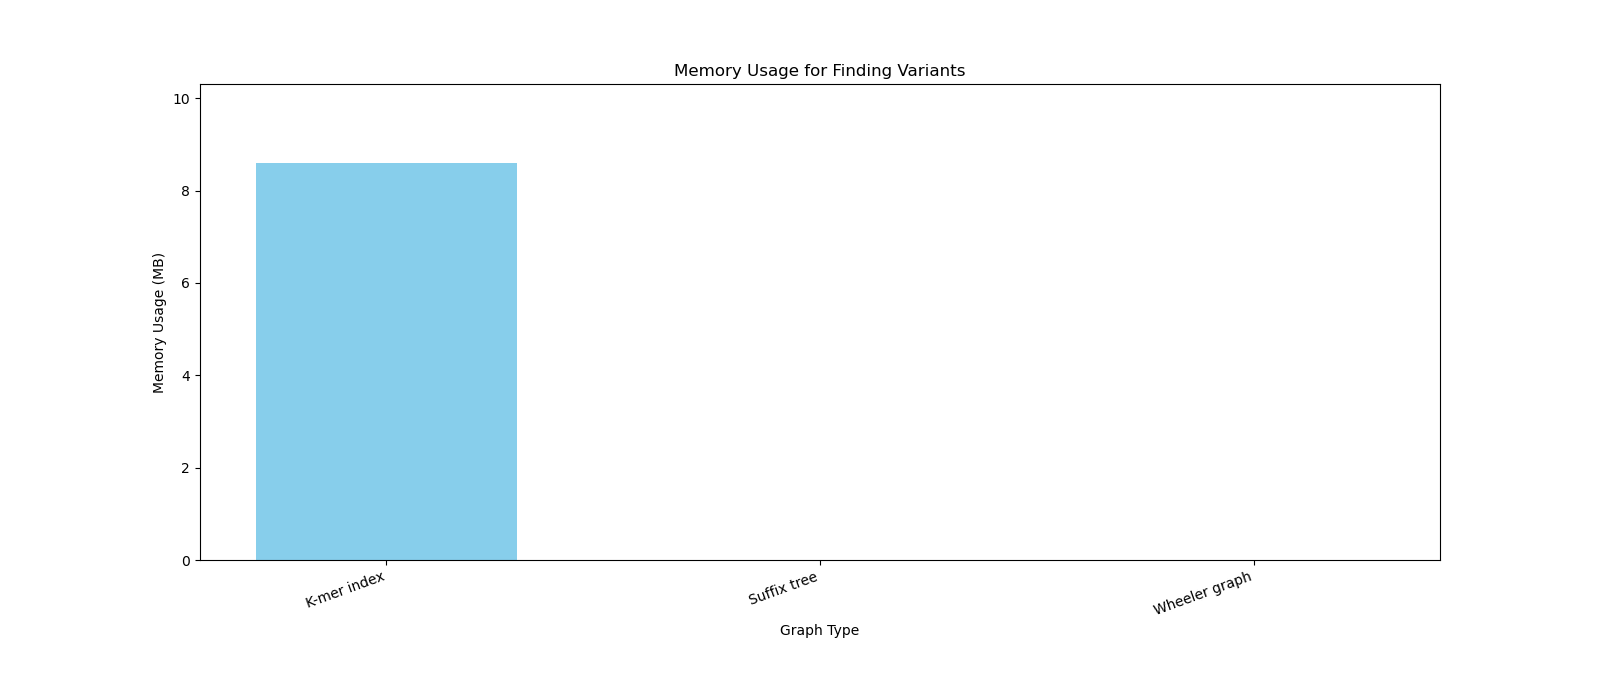 Memory Usage for Finding Variants
10
8
6
4
2
0
Memory Usage (MB)
K-mer index
Suffix tree
Wheeler graph
Graph Type